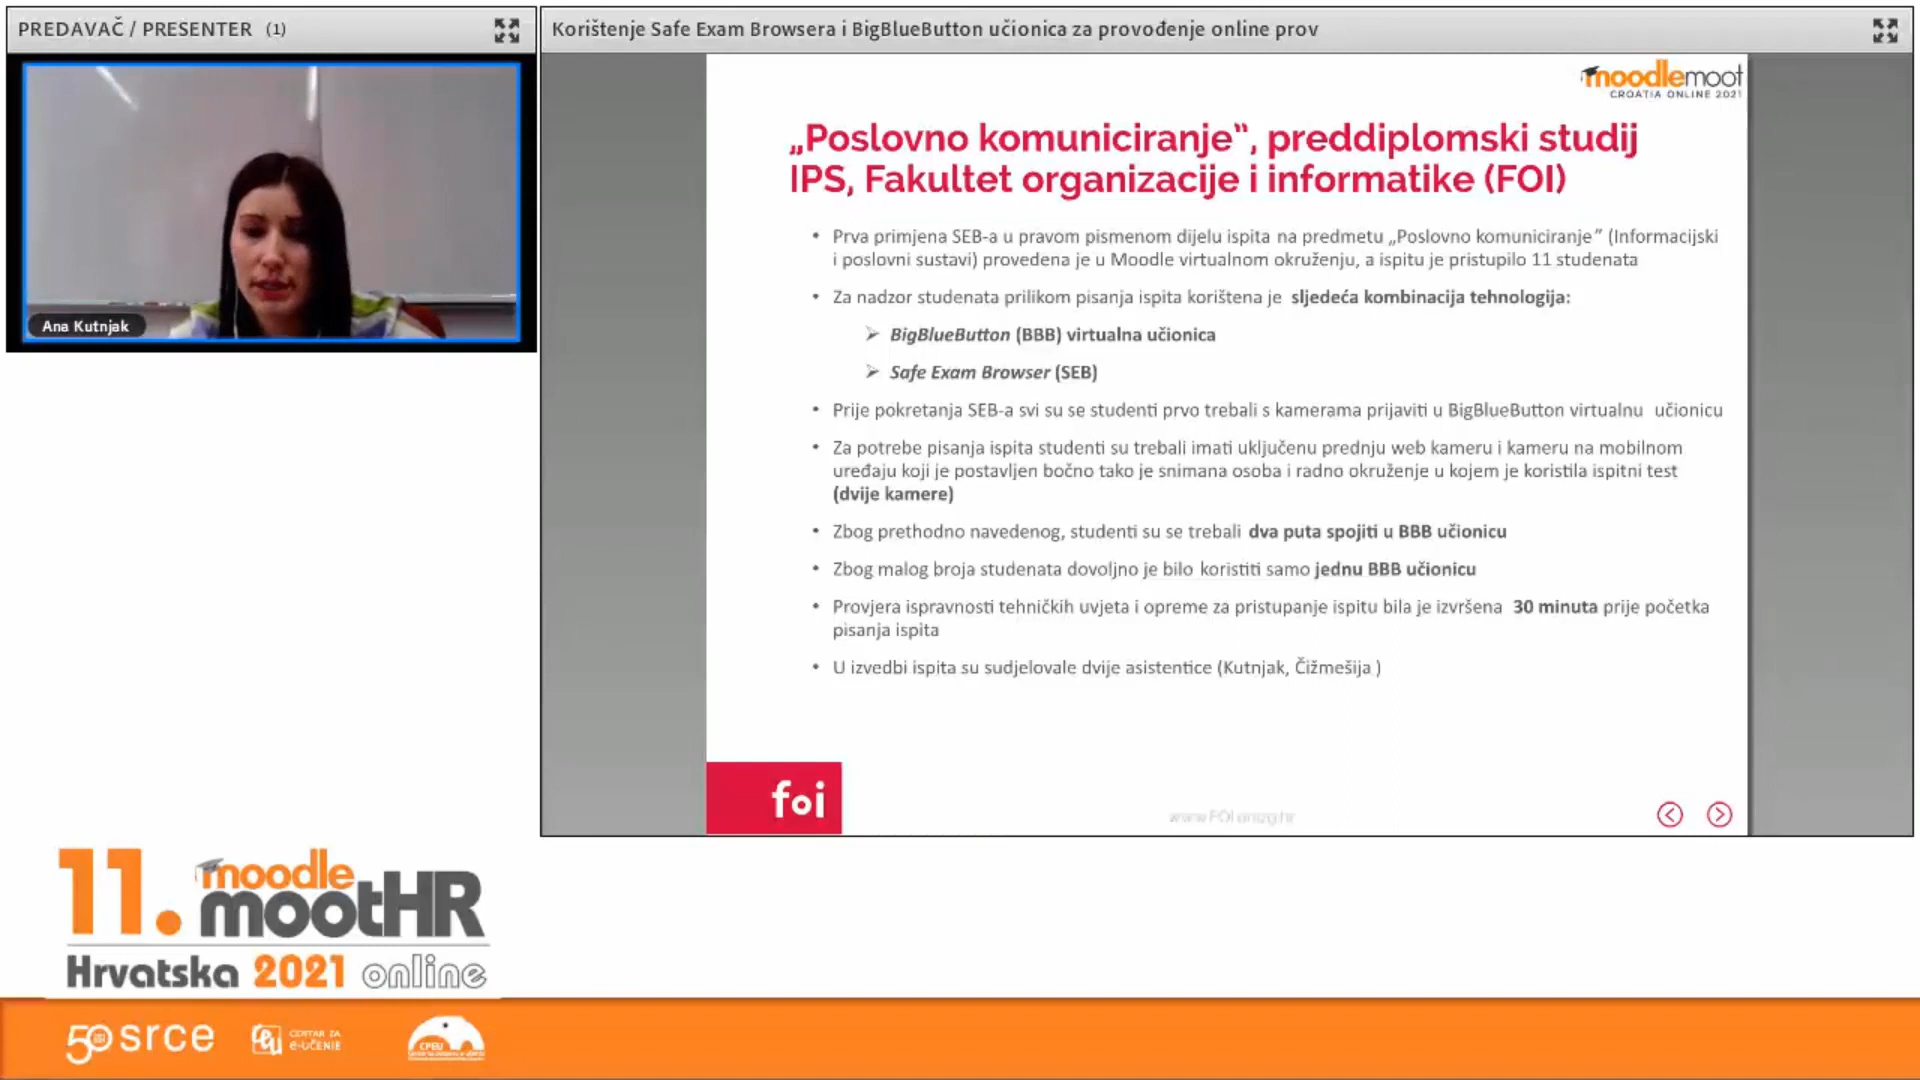 PREDAVAČ / PRESENTER (1)
Ana Kutnjak
Korištenje Safe Exam Browsera i BigBlueButton učionica za provođenje online prov
moodlemoot
CROATIA ONLINE 2021
„Poslovno komuniciranje‟, preddiplomski studij
IPS, Fakultet organizacije i informatike (FOI)
• Prva primjena SEB-a u pravom pismenom dijelu ispita na predmetu „Poslovno komuniciranje” (Informacijski
i poslovni sustavi) provedena je u Moodle virtualnom okruženju, a ispitu je pristupilo 11 studenata
• Za nadzor studenata prilikom pisanja ispita korištena je sljedeća kombinacija tehnologija:
➢ BigBlueButton (BBB) virtualna učionica
➢ Safe Exam Browser (SEB)
• Prije pokretanja SEB-a svi su se studenti prvo trebali s kamerama prijaviti u BigBlueButton virtualnu učionicu
• Za potrebe pisanja ispita studenti su trebali imati uključenu prednju web kameru i kameru na mobilnom
uređaju koji je postavljen bočno tako je snimana osoba i radno okruženje u kojem je koristila ispitni test
(dvije kamere)
• Zbog prethodno navedenog, studenti su se trebali dva puta spojiti u BBB učionicu
• Zbog malog broja studenata dovoljno je bilo koristiti samo jednu BBB učionicu
• Provjera ispravnosti tehničkih uvjeta i opreme za pristupanje ispitu bila je izvršena 30 minuta prije početka
pisanja ispita
• U izvedbi ispita su sudjelovale dvije asistentice (Kutnjak, Čižmešija )
foi
www.FOI.unizg.hr
11. moodle
mootHR
Hrvatska 2021 online
50 srce
CENTAR ZA
e-UČENJE
CPEU